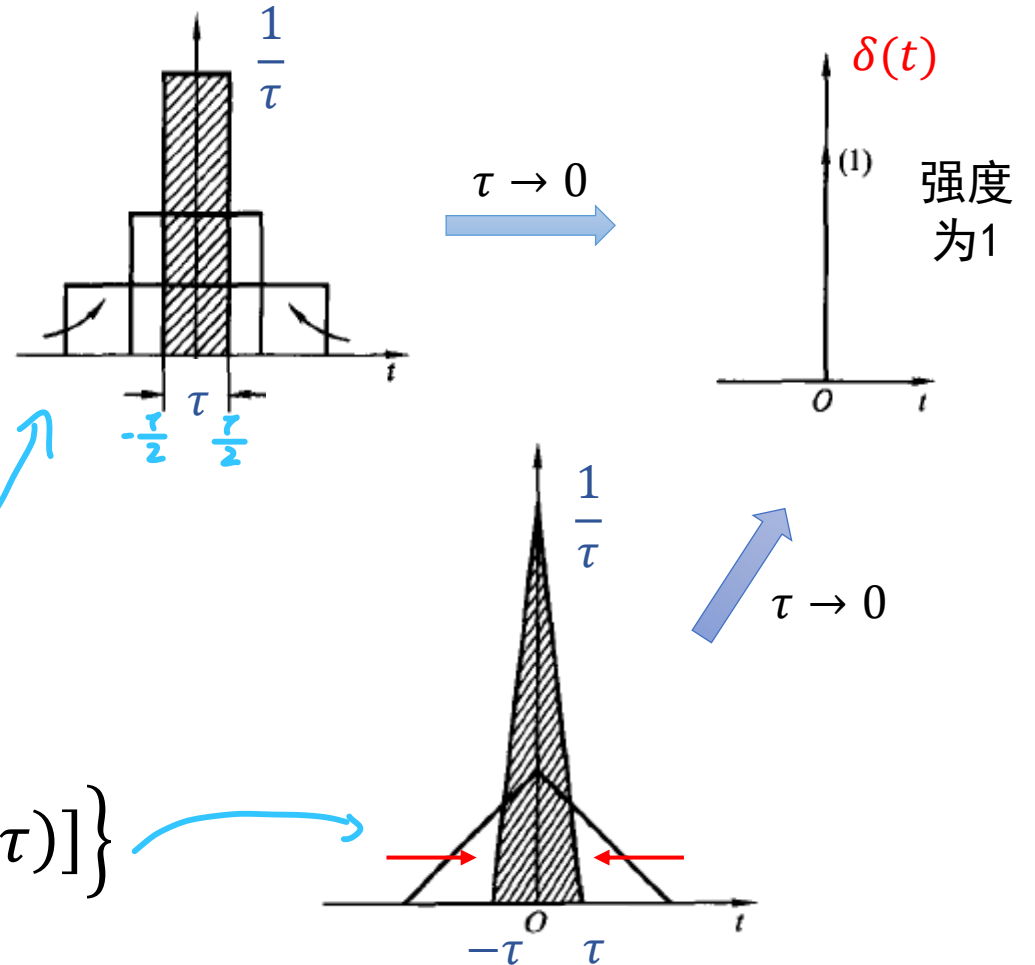 1/τ
t
τ
-τ/2 τ/2
τ → 0
δ(t)
(1)
强度
为1
O t
1/τ
τ → 0
τ)]}
O t
−τ τ